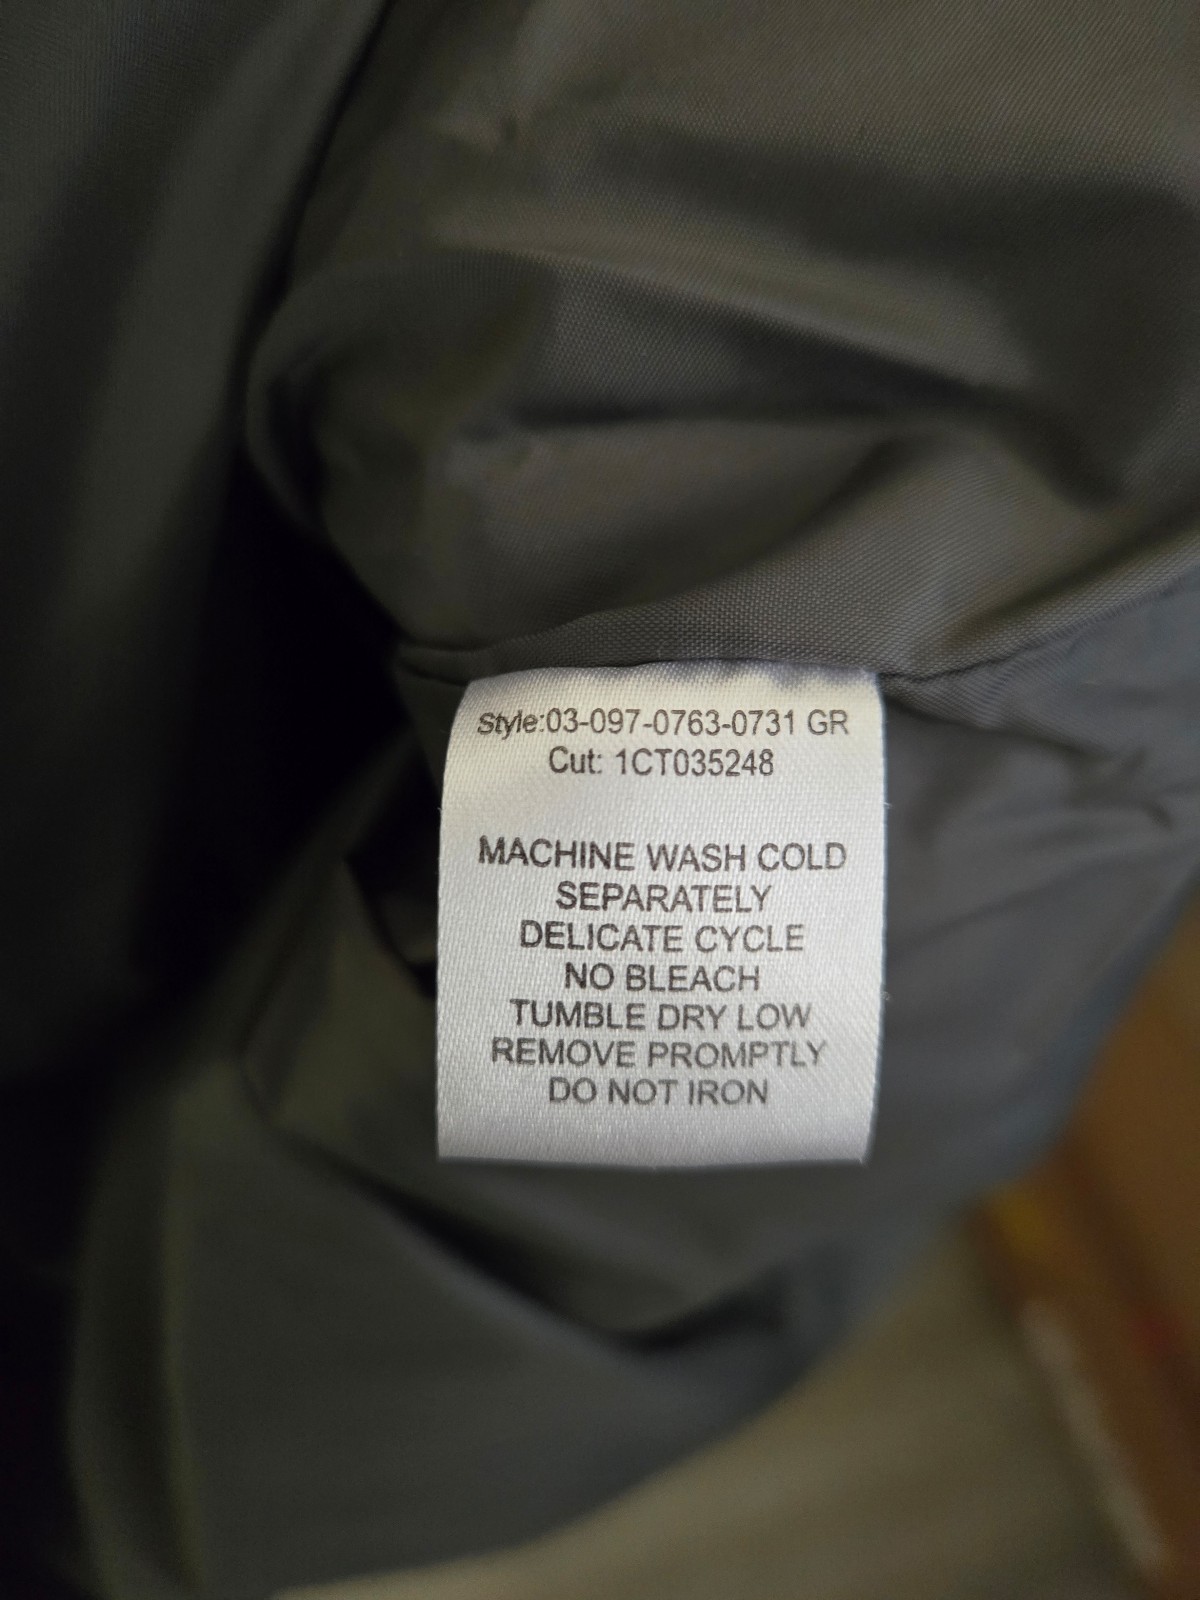 Style:03-097-0763-0731 GR
Cut: 1CT035248
MACHINE WASH COLD
SEPARATELY
DELICATE CYCLE
NO BLEACH
TUMBLE DRY LOW
REMOVE PROMPTLY
DO NOT IRON